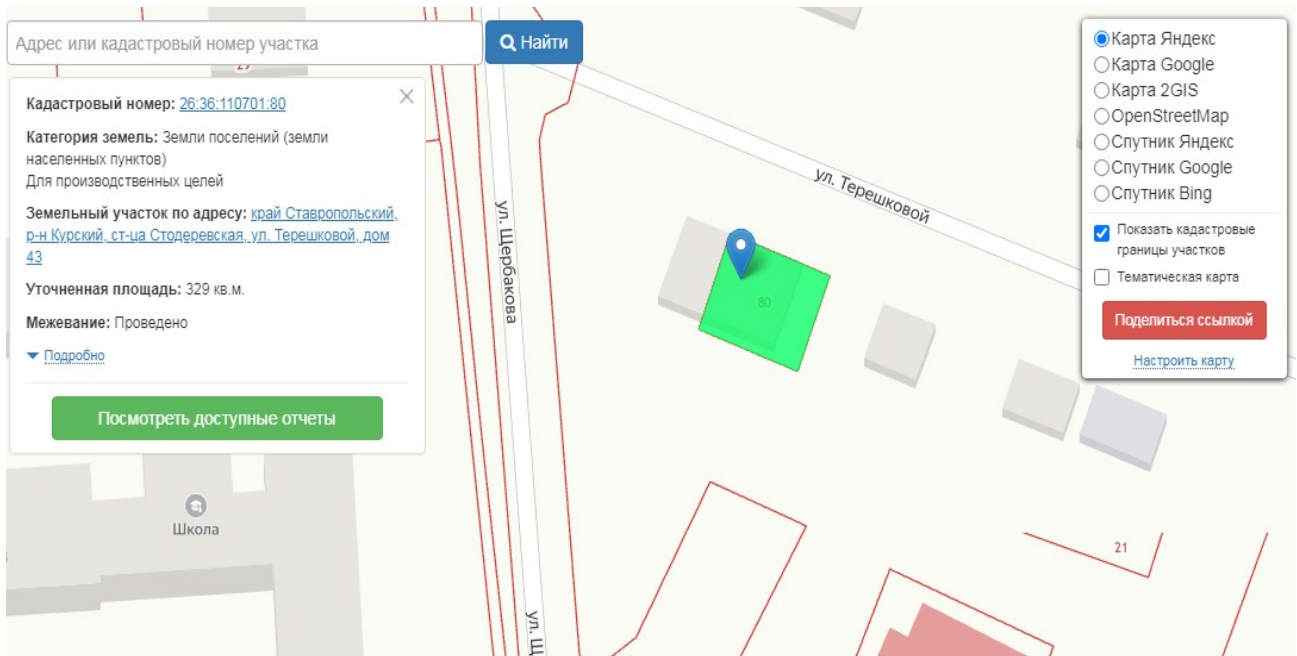 Адрес или кадастровый номер участка
Найти
Кадастровый номер: 26:36:110701:80
Категория земель: Земли поселений (земли
населенных пунктов)
Для производственных целей
Земельный участок по адресу: край Ставропольский,
р-н Курский, ст-ца Стодеревская, ул. Терешковой, дом
43
Уточненная площадь: 329 кв.м.
Межевание: Проведено
Подробно
Посмотреть доступные отчеты
Школа
ул. Щербакова
ул. Щ
ул. Терешковой
80
21
Карта Яндекс
Карта Google
Карта 2GIS
OpenStreetMap
Спутник Яндекс
Спутник Google
Спутник Bing
Показать кадастровые
границы участков
Тематическая карта
Поделиться ссылкой
Настроить карту